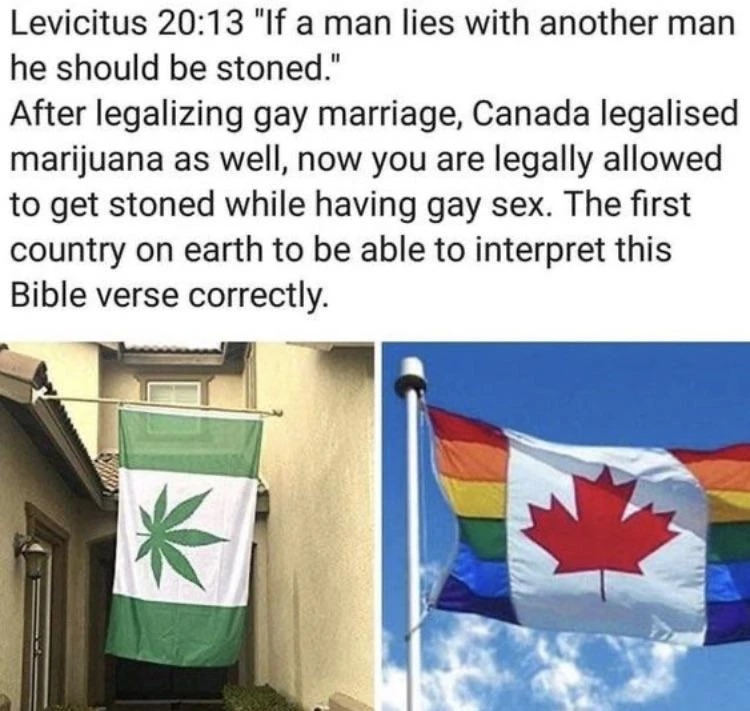 Levicitus 20:13 "If a man lies with another man
he should be stoned."
After legalizing gay marriage, Canada legalised
marijuana as well, now you are legally allowed
to get stoned while having gay sex. The first
country on earth to be able to interpret this
Bible verse correctly.